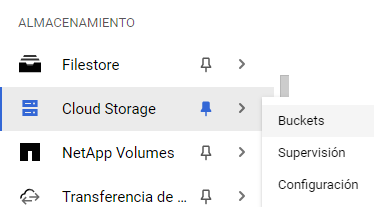 ALMACENAMIENTO
Filestore
Cloud Storage
Buckets
NetApp Volumes
Supervisión
Configuración
Transferencia de ...